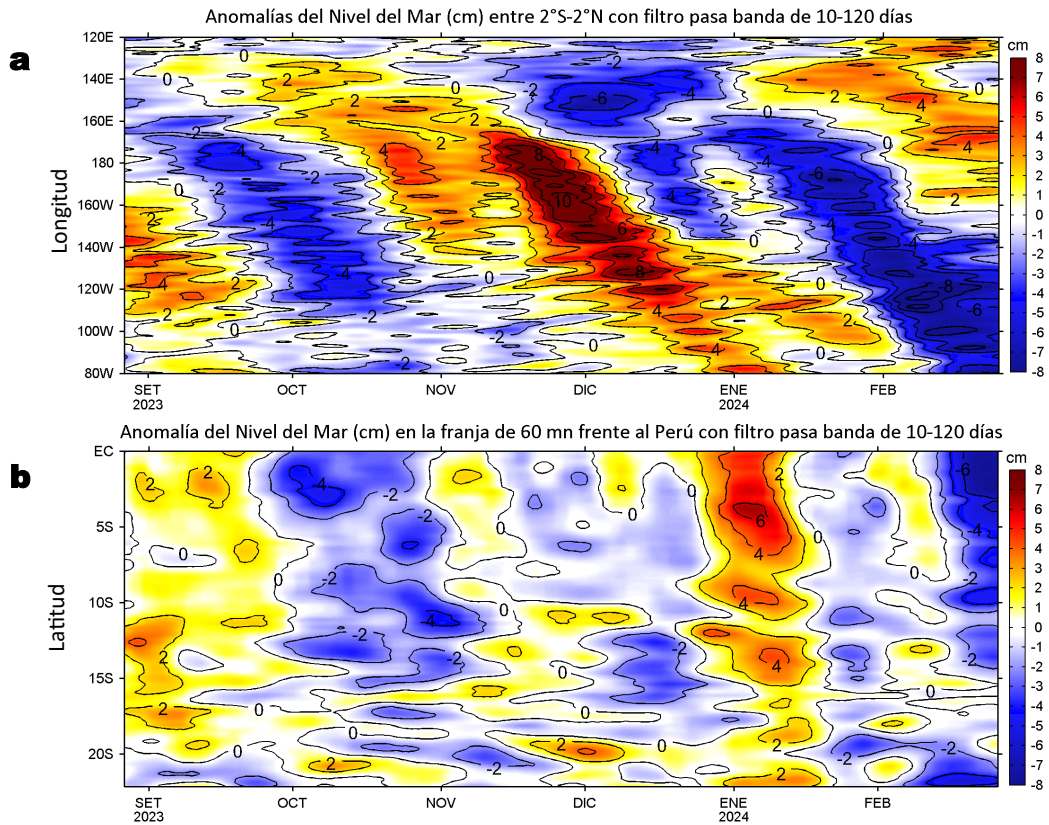 Anomalías del Nivel del Mar (cm) entre 2°S-2°N con filtro pasa banda de 10-120 días
a
cm
120E
140E
160E
180
160W
140W
120W
100W
80W
Longitud
SET
2023
OCT
NOV
DIC
ENE
2024
FEB
8
7
6
5
4
3
2
1
0
-1
-2
-3
-4
-5
-6
-7
-8
Anomalía del Nivel del Mar (cm) en la franja de 60 mn frente al Perú con filtro pasa banda de 10-120 días
b
cm
EC
5S
10S
15S
20S
Latitud
SET
2023
OCT
NOV
DIC
ENE
2024
FEB
8
7
6
5
4
3
2
1
0
-1
-2
-3
-4
-5
-6
-7
-8